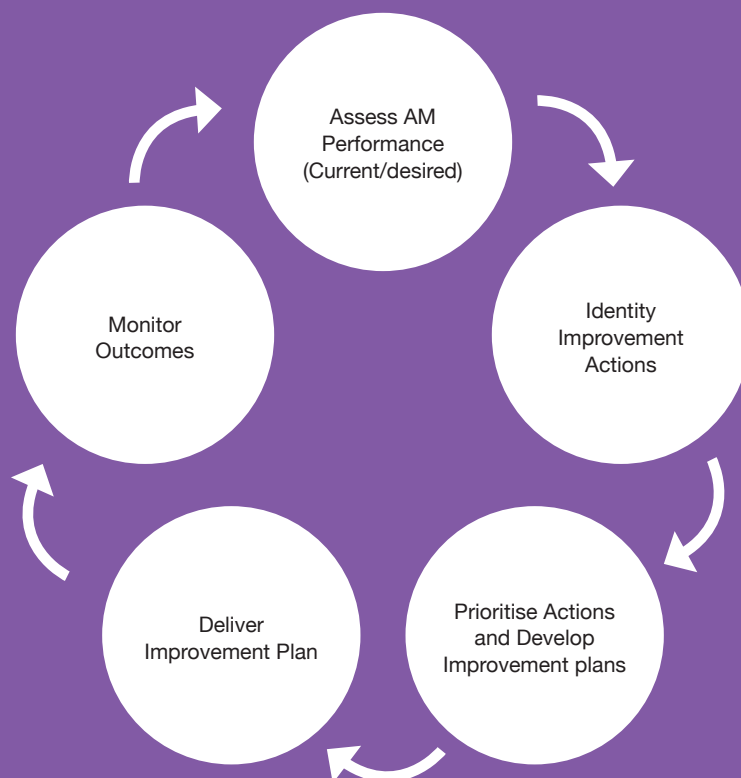 Assess AM
Performance
(Current/desired)
Identity
Improvement
Actions
Prioritise Actions
and Develop
Improvement plans
Deliver
Improvement Plan
Monitor
Outcomes